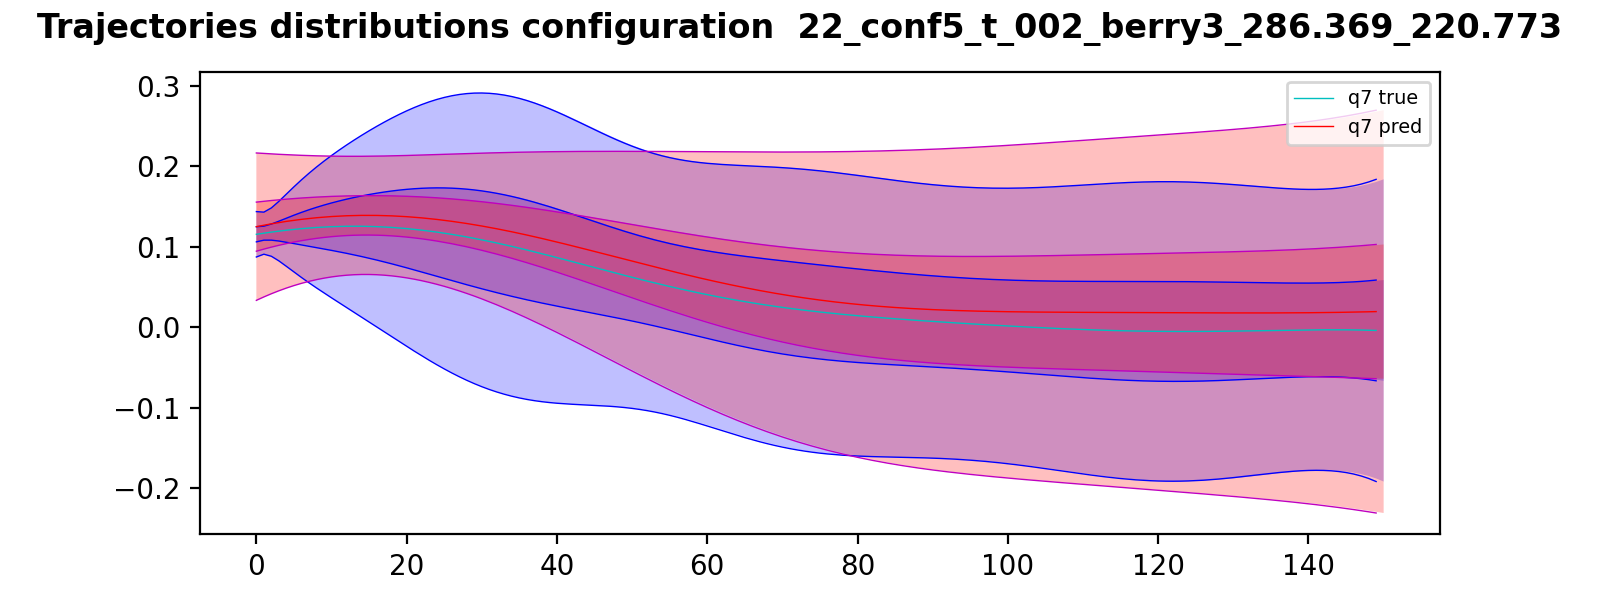 Trajectories distributions configuration  22_conf5_t_002_berry3_286.369_220.773
0.3
0.2
0.1
0.0
−0.1
−0.2
q7 true
q7 pred
0 20 40 60 80 100 120 140